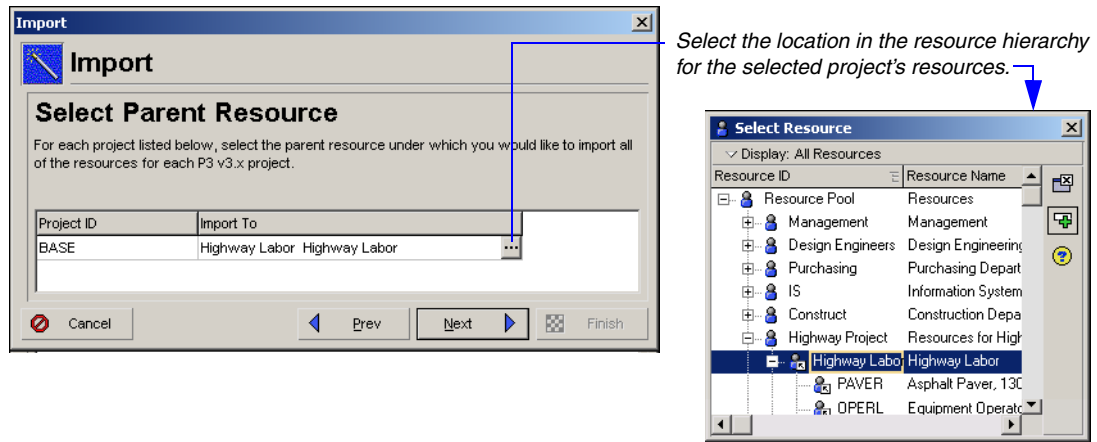 Import
Import
Select Parent Resource
For each project listed below, select the parent resource under which you would like to import all
of the resources for each P3 v3.x project.
Project ID Import To
BASE Highway Labor Highway Labor ...
Cancel Prev Next Finish
Select the location in the resource hierarchy
for the selected project's resources.
Select Resource
Display: All Resources
Resource ID Resource Name
Resource Pool Resources
Management Management
Design Engineers Design Engineering
Purchasing Purchasing Depart
IS Information System
Construct Construction Depa
Highway Project Resources for High
Highway Labo Highway Labor
PAVER Asphalt Paver, 130
OPERL Equipment Operato